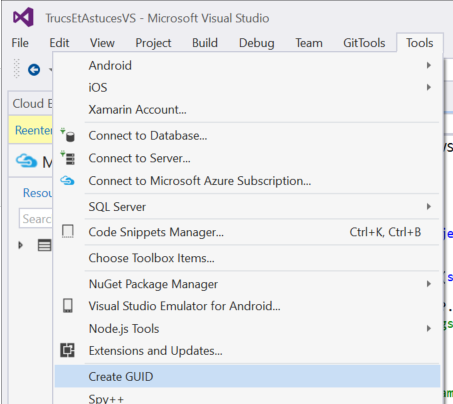 TrucsEtAstucesVS - Microsoft Visual Studio
File Edit View Project Build Debug Team GitTools Tools
Android
iOS
Cloud E
Xamarin Account...
Reenter
Connect to Database...
M
Connect to Server...
Connect to Microsoft Azure Subscription...
Resou
SQL Server
Searc
Code Snippets Manager... Ctrl+K, Ctrl+B
Choose Toolbox Items...
NuGet Package Manager
Visual Studio Emulator for Android...
Node.js Tools
Extensions and Updates...
Create GUID
Spy++